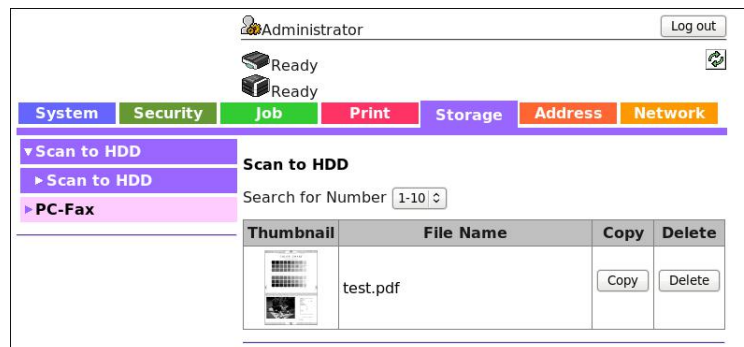 Administrator
Log out
Ready
Ready
System Security Job Print Storage Address Network
Scan to HDD
Scan to HDD
PC-Fax
Scan to HDD
Search for Number 1-10
Thumbnail File Name Copy Delete
test.pdf Copy Delete